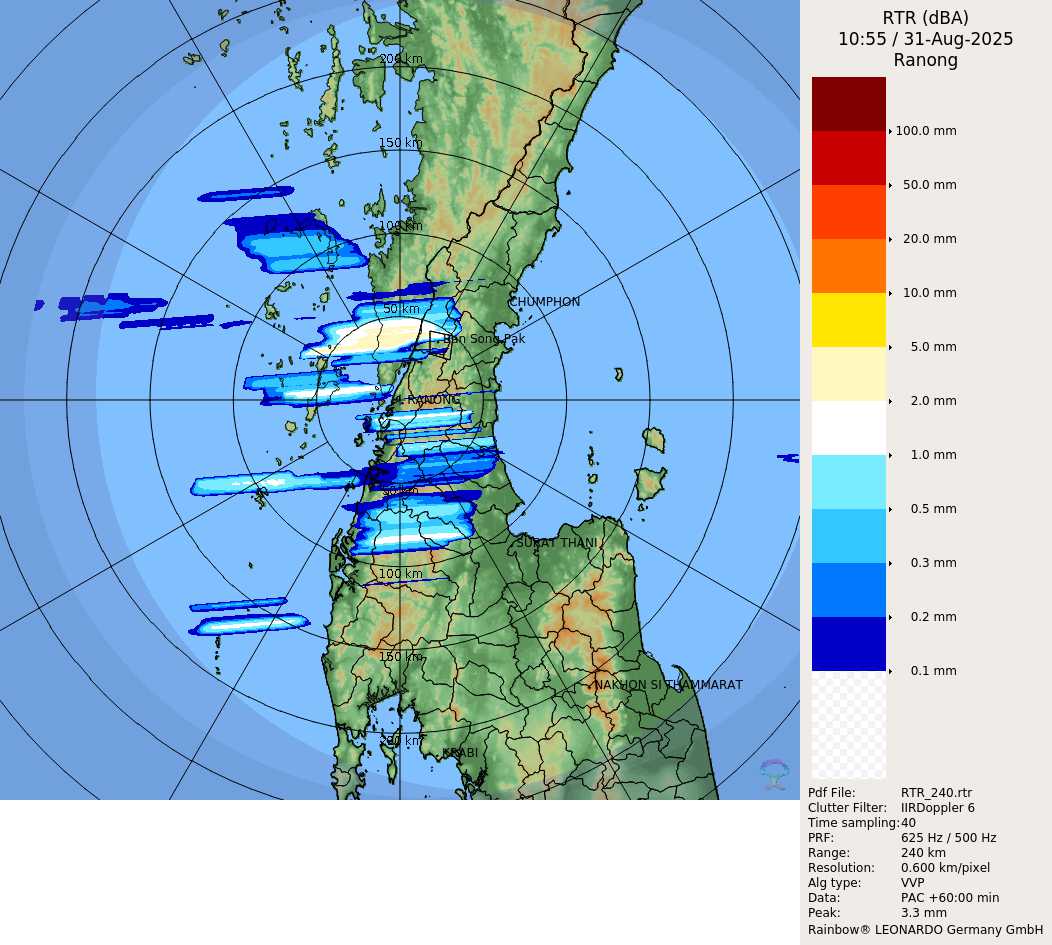 RTR (dBA)
10:55 / 31-Aug-2025
Ranong
200 km
150 km
100 km
50 km
CHUMPHON
Ban Song Pak
RANONG
50 km
SURAT THANI
100 km
150 km
NAKHON SI THAMMARAT
200 km
KRABI
100.0 mm
50.0 mm
20.0 mm
10.0 mm
5.0 mm
2.0 mm
1.0 mm
0.5 mm
0.3 mm
0.2 mm
0.1 mm
Pdf File: RTR_240.rtr
Clutter Filter: IIRDoppler 6
Time sampling:40
PRF: 625 Hz / 500 Hz
Range: 240 km
Resolution: 0.600 km/pixel
Alg type: VVP
Data: PAC +60:00 min
Peak: 3.3 mm
Rainbow® LEONARDO Germany GmbH